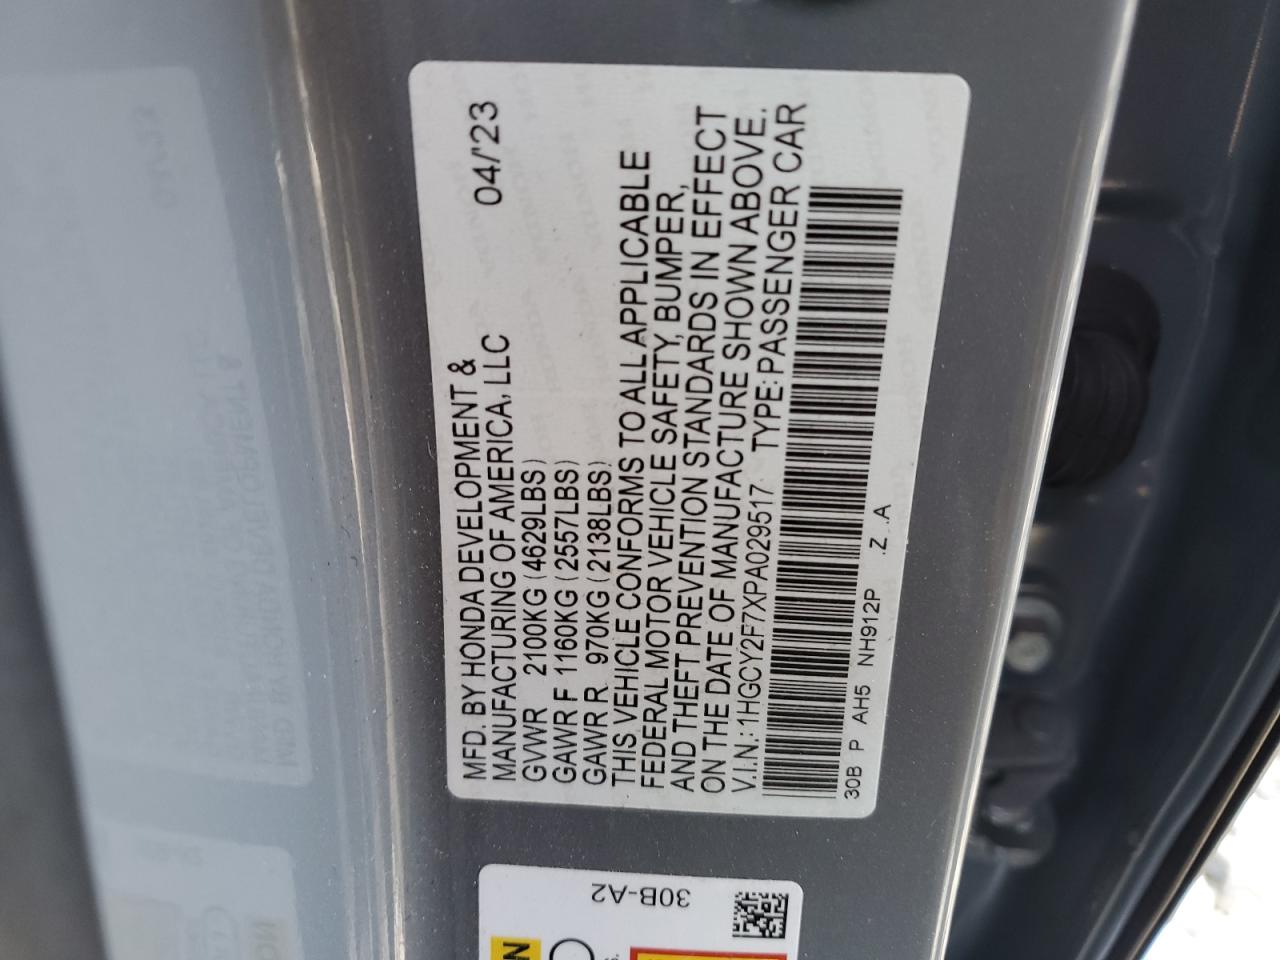 MFD. BY HONDA DEVELOPMENT &
MANUFACTURING OF AMERICA, LLC 04/'23
GVWR 2100KG (4629LBS)
GAWR F 1160KG (2557LBS)
GAWR R 970KG (2138LBS)
THIS VEHICLE CONFORMS TO ALL APPLICABLE
FEDERAL MOTOR VEHICLE SAFETY, BUMPER,
AND THEFT PREVENTION STANDARDS IN EFFECT
ON THE DATE OF MANUFACTURE SHOWN ABOVE.
V.I.N.: 1HGCY2F7XPA029517 TYPE: PASSENGER CAR
30B P AH5 NH912P .Z .A
30B-A2